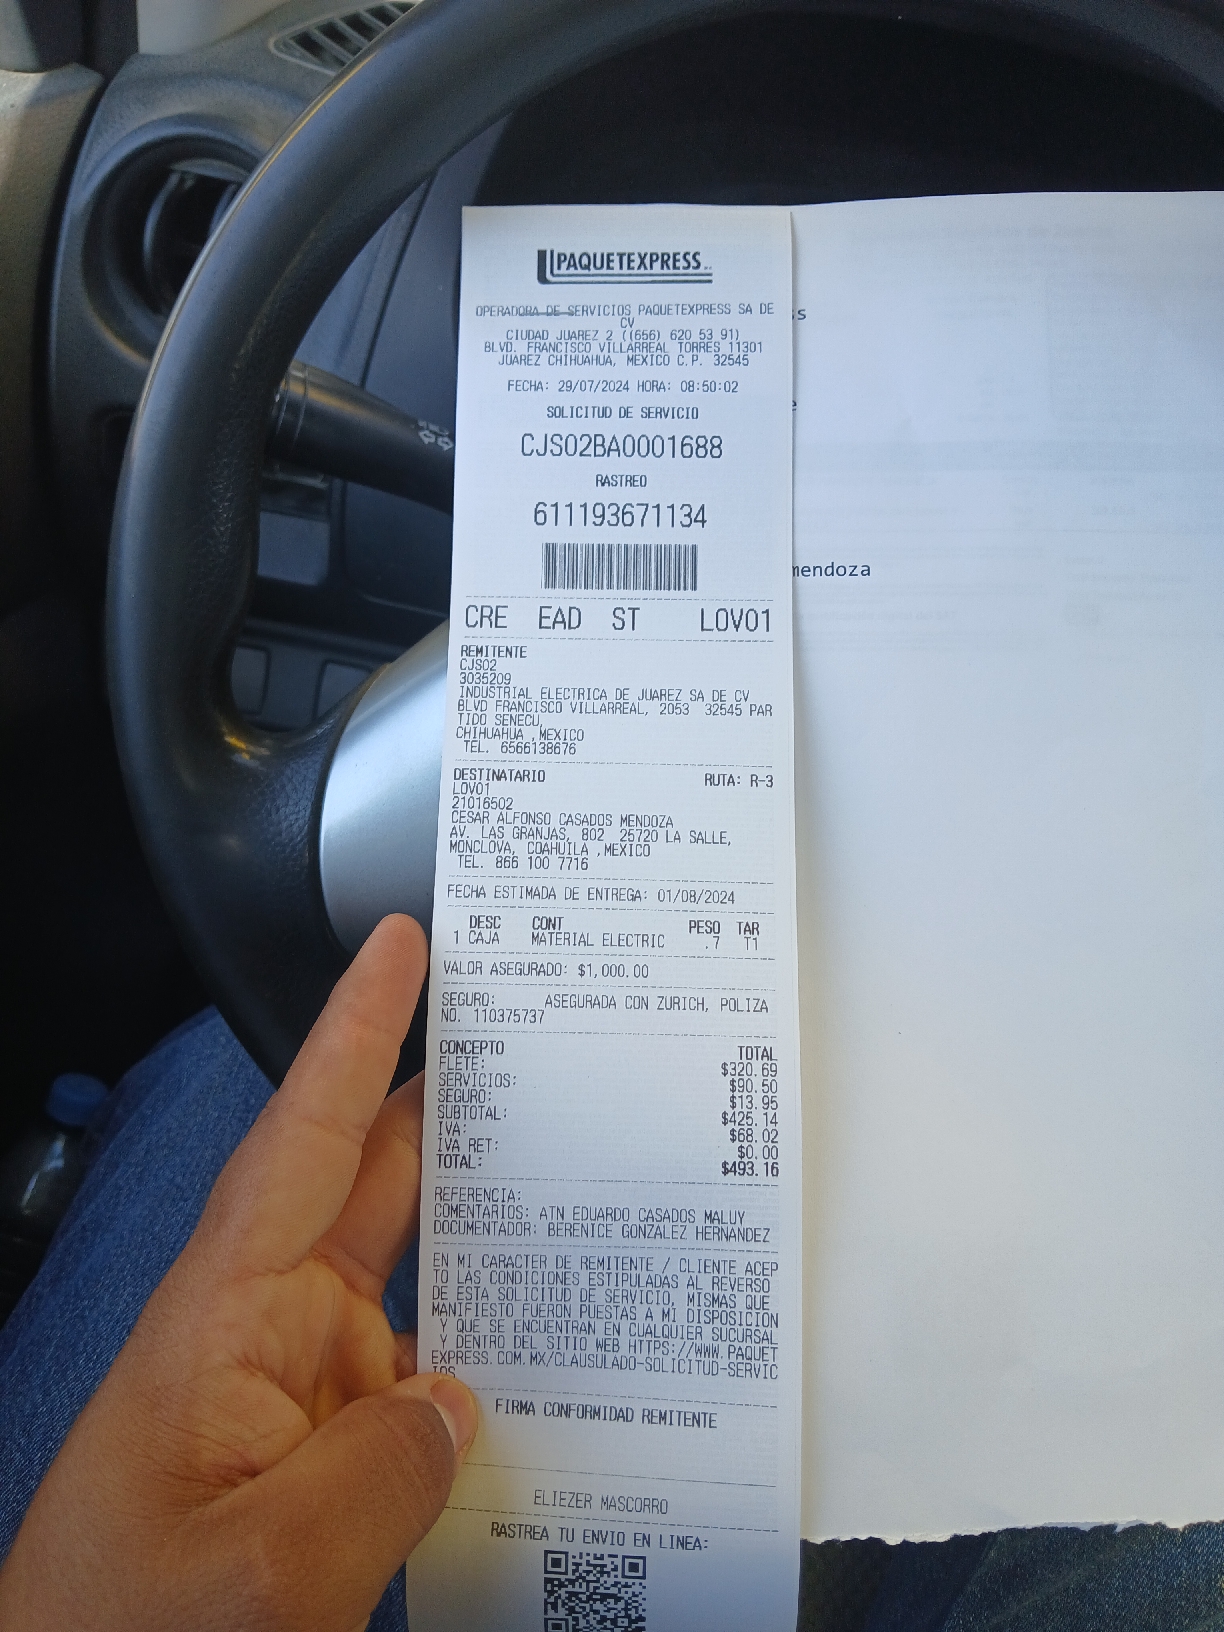 PAQUETEXPRESS
OPERADORA DE SERVICIOS PAQUETEXPRESS SA DE
CV
CIUDAD JUAREZ 2 ((656) 620 53 91)
BLVD. FRANCISCO VILLARREAL TORRES 11301
JUAREZ CHIHUAHUA, MEXICO C.P. 32545
FECHA: 29/07/2024 HORA: 08:50:02
SOLICITUD DE SERVICIO
CJS02BA0001688
RASTREO
611193671134
CRE EAD ST LOV01
REMITENTE
CJS02
3035209
INDUSTRIAL ELECTRICA DE JUAREZ SA DE CV
BLVD FRANCISCO VILLARREAL, 2053 32545 PAR
TIDO SENECU,
CHIHUAHUA ,MEXICO
TEL. 6566138676
DESTINATARIO RUTA: R-3
LOV01
21016502
CESAR ALFONSO CASADOS MENDOZA
AV. LAS GRANJAS, 802 25720 LA SALLE,
MONCLOVA, COAHUILA ,MEXICO
TEL. 866 100 7716
FECHA ESTIMADA DE ENTREGA: 01/08/2024
DESC CONT PESO TAR
1 CAJA MATERIAL ELECTRIC .7 T1
VALOR ASEGURADO: $1,000.00
SEGURO: ASEGURADA CON ZURICH, POLIZA
NO. 110375737
CONCEPTO TOTAL
FLETE: $320.69
SERVICIOS: $90.50
SEGURO: $13.95
SUBTOTAL: $425.14
IVA: $68.02
IVA RET: $0.00
TOTAL: $493.16
REFERENCIA:
COMENTARIOS: ATN EDUARDO CASADOS MALUY
DOCUMENTADOR: BERENICE GONZALEZ HERNANDEZ
EN MI CARACTER DE REMITENTE / CLIENTE ACEP
TO LAS CONDICIONES ESTIPULADAS AL REVERSO
DE ESTA SOLICITUD DE SERVICIO, MISMAS QUE
MANIFIESTO FUERON PUESTAS A MI DISPOSICION
Y QUE SE ENCUENTRAN EN CUALQUIER SUCURSAL
Y DENTRO DEL SITIO WEB HTTPS://WWW.PAQUET
EXPRESS.COM.MX/CLAUSULADO-SOLICITUD-SERVIC
IOS
FIRMA CONFORMIDAD REMITENTE
ELIEZER MASCORRO
RASTREA TU ENVIO EN LINEA:
s
e
mendoza